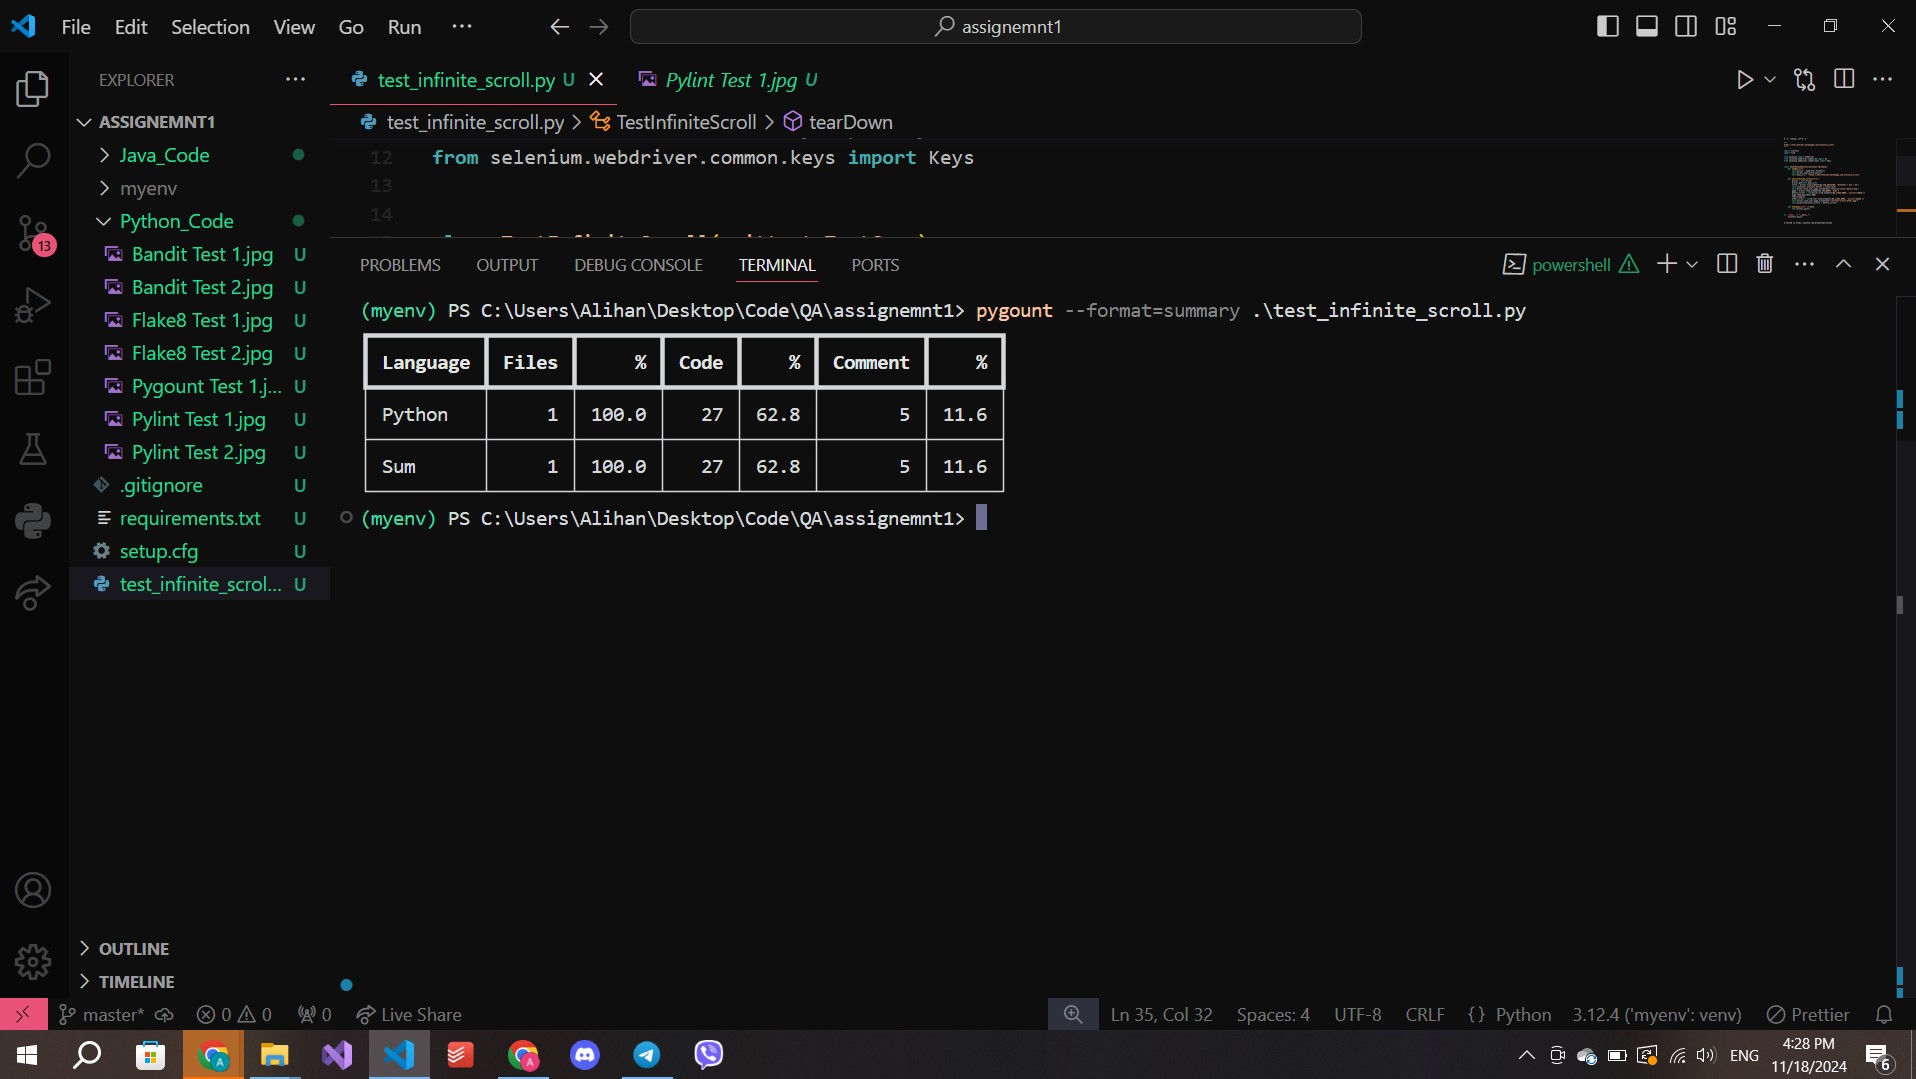 File Edit Selection View Go Run ···
assignemnt1
EXPLORER
test_infinite_scroll.py U
Pylint Test 1.jpg U
ASSIGNEMNT1
test_infinite_scroll.py > TestInfiniteScroll > tearDown
Java_Code
myenv
Python_Code
Bandit Test 1.jpg U
Bandit Test 2.jpg U
Flake8 Test 1.jpg U
Flake8 Test 2.jpg U
Pygount Test 1.j... U
Pylint Test 1.jpg U
Pylint Test 2.jpg U
.gitignore U
requirements.txt U
setup.cfg U
test_infinite_scrol... U
13
12 from selenium.webdriver.common.keys import Keys
13
14
PROBLEMS OUTPUT DEBUG CONSOLE TERMINAL PORTS
powershell
(myenv) PS C:\Users\Alihan\Desktop\Code\QA\assignemnt1> pygount --format=summary .\test_infinite_scroll.py
Language Files % Code % Comment %
Python 1 100.0 27 62.8 5 11.6
Sum 1 100.0 27 62.8 5 11.6
(myenv) PS C:\Users\Alihan\Desktop\Code\QA\assignemnt1>
OUTLINE
TIMELINE
master* 0 0 0 Live Share
Ln 35, Col 32 Spaces: 4 UTF-8 CRLF {} Python 3.12.4 ('myenv': venv) Prettier
ENG
4:28 PM
11/18/2024
6